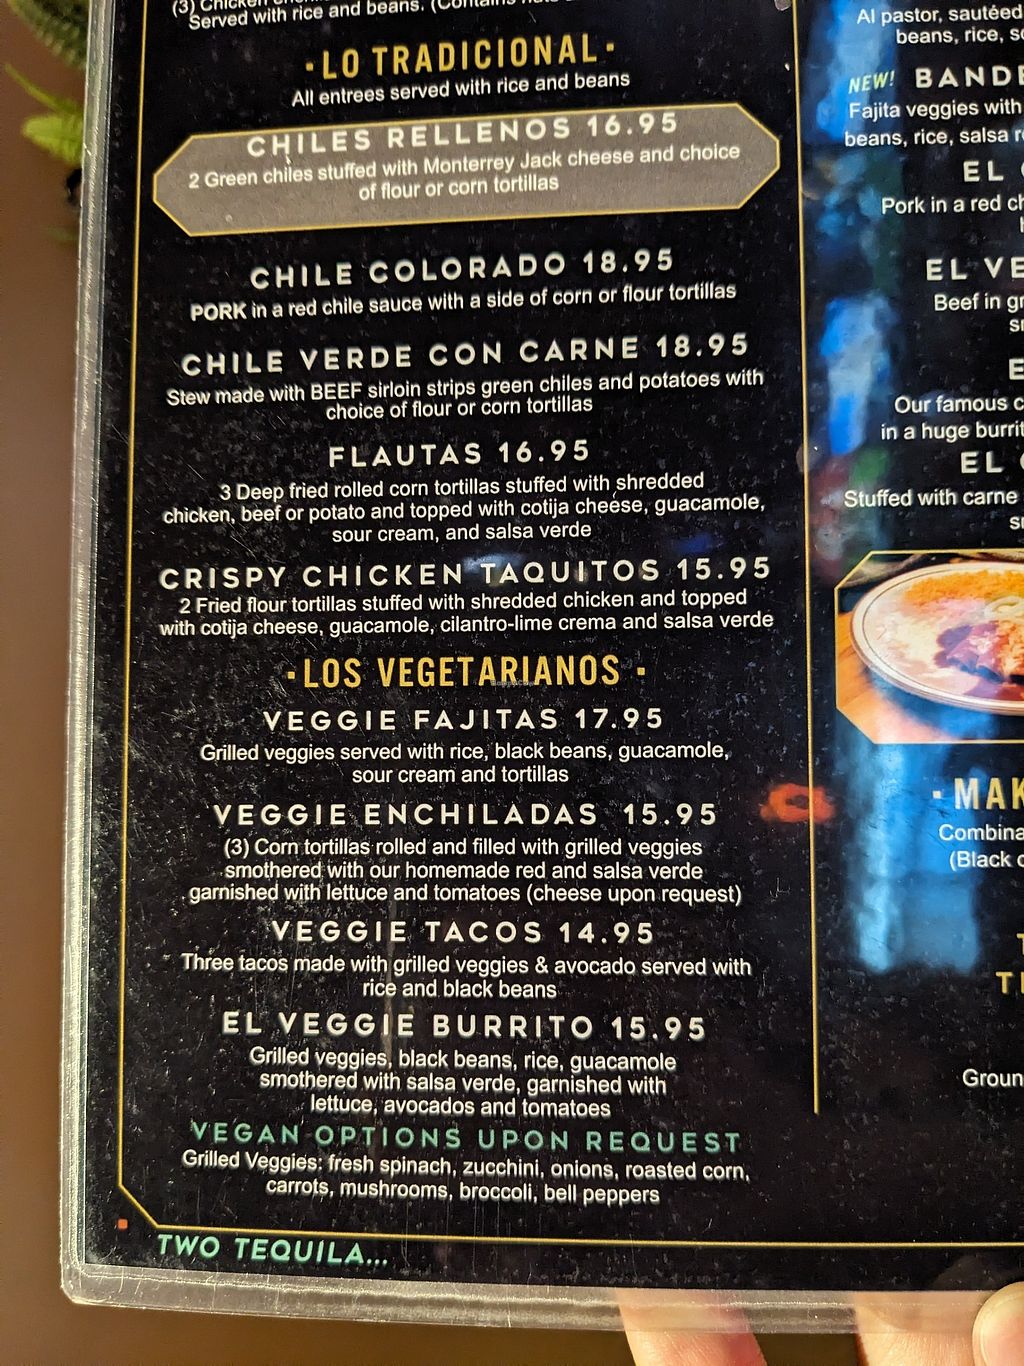 (3) Chicken
Served with rice and beans. (Contains nuts
·LO TRADICIONAL·
All entrees served with rice and beans
CHILES RELLENOS 16.95
2 Green chiles stuffed with Monterrey Jack cheese and choice
of flour or corn tortillas
CHILE COLORADO 18.95
PORK in a red chile sauce with a side of corn or flour tortillas
CHILE VERDE CON CARNE 18.95
Stew made with BEEF sirloin strips green chiles and potatoes with
choice of flour or corn tortillas
FLAUTAS 16.95
3 Deep fried rolled corn tortillas stuffed with shredded
chicken, beef or potato and topped with cotija cheese, guacamole,
sour cream, and salsa verde
CRISPY CHICKEN TAQUITOS 15.95
2 Fried flour tortillas stuffed with shredded chicken and topped
with cotija cheese, guacamole, cilantro-lime crema and salsa verde
·LOS VEGETARIANOS ·
VEGGIE FAJITAS 17.95
Grilled veggies served with rice, black beans, guacamole,
sour cream and tortillas
VEGGIE ENCHILADAS 15.95
(3) Corn tortillas rolled and filled with grilled veggies
smothered with our homemade red and salsa verde
garnished with lettuce and tomatoes (cheese upon request)
VEGGIE TACOS 14.95
Three tacos made with grilled veggies & avocado served with
rice and black beans
EL VEGGIE BURRITO 15.95
Grilled veggies, black beans, rice, guacamole
smothered with salsa verde, garnished with
lettuce, avocados and tomatoes
VEGAN OPTIONS UPON REQUEST
Grilled Veggies: fresh spinach, zucchini, onions, roasted corn,
carrots, mushrooms, broccoli, bell peppers
TWO TEQUILA...
Al pastor, sautéed
beans, rice,
NEW! BANDE
Fajita veggies with
beans, rice, salsa
EL
Pork in a red
EL VE
Beef in
Our famous
in a huge burrit
EL
Stuffed with carne
· MAK
Combina
(Black
T
Groun